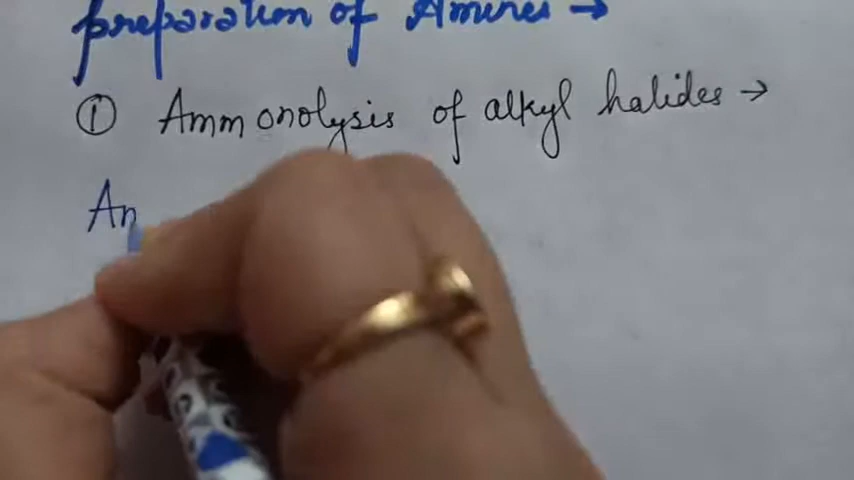 preparation of Amines →
① Ammonolysis of alkyl halides →
An